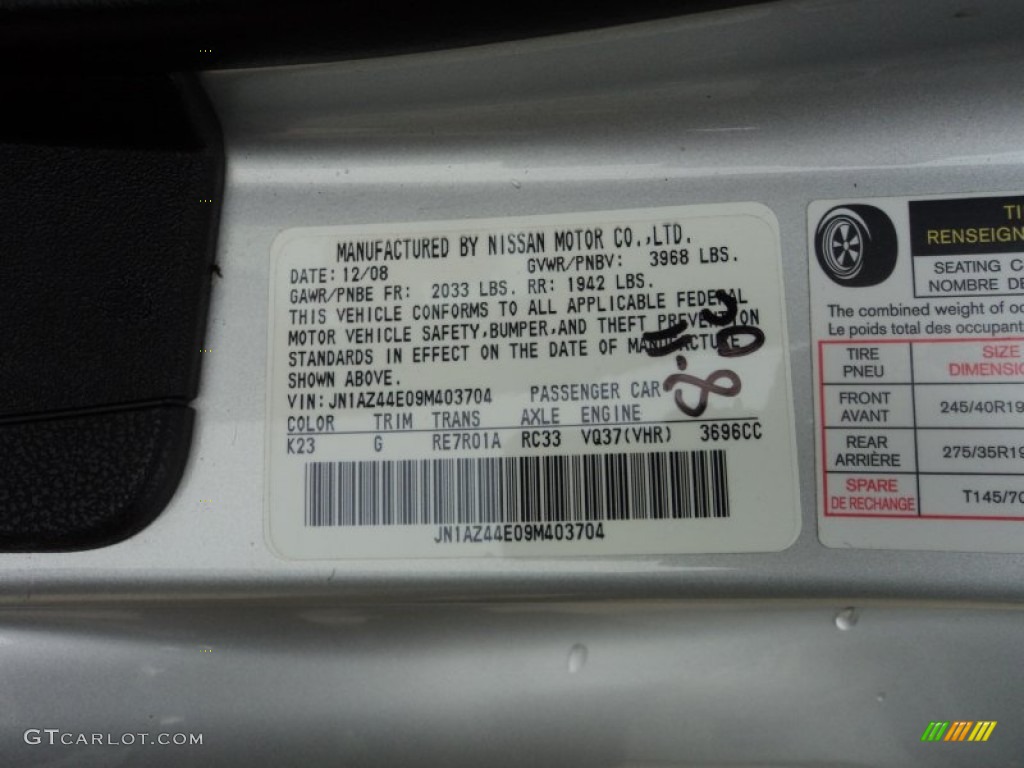 MANUFACTURED BY NISSAN MOTOR CO.,LTD.
DATE: 12/08 GVWR/PNBV: 3968 LBS.
GAWR/PNBE FR: 2033 LBS. RR: 1942 LBS.
THIS VEHICLE CONFORMS TO ALL APPLICABLE FEDERAL
MOTOR VEHICLE SAFETY,BUMPER,AND THEFT PREVENTION
STANDARDS IN EFFECT ON THE DATE OF MANUFACTURE
SHOWN ABOVE.
VIN: JN1AZ44E09M403704 PASSENGER CAR
COLOR TRIM TRANS AXLE ENGINE
K23 G RE7R01A RC33 VQ37(VHR) 3696CC
JN1AZ44E09M403704
TI
RENSEIGN
SEATING C
NOMBRE DE
The combined weight of oc
Le poids total des occupant
TIRE SIZE
PNEU DIMENSIO
FRONT
AVANT 245/40R19
REAR
ARRIÈRE 275/35R19
SPARE
DE RECHANGE T145/70
GTCARLOT.COM